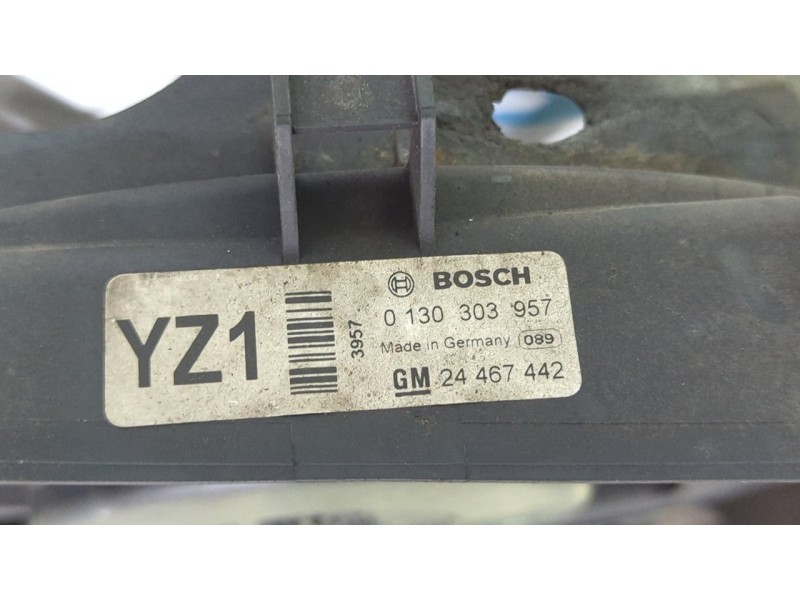 YZ1
3957
BOSCH
0 130 303 957
Made in Germany 089
GM 24 467 442